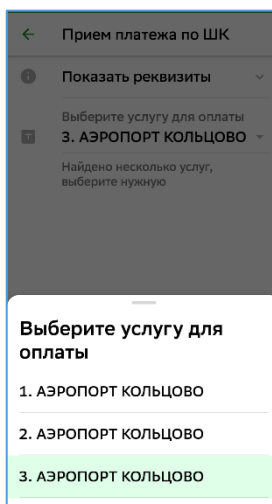 Прием платежа по ШК
Показать реквизиты
Выберите услугу для оплаты
3. АЭРОПОРТ КОЛЬЦОВО
Найдено несколько услуг,
выберите нужную
Выберите услугу для
оплаты
1. АЭРОПОРТ КОЛЬЦОВО
2. АЭРОПОРТ КОЛЬЦОВО
3. АЭРОПОРТ КОЛЬЦОВО